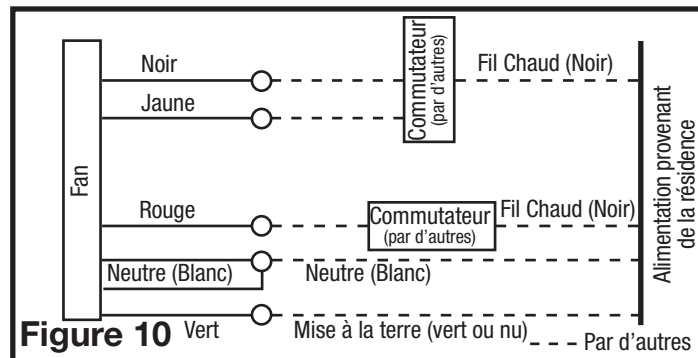 Noir
Jaune
Commutateur
(par d'autres)
Fil Chaud (Noir)
Fan
Rouge
Commutateur
(par d'autres)
Fil Chaud (Noir)
Neutre (Blanc)
Neutre (Blanc)
Alimentation provenant
de la résidence
Figure 10
Vert
Mise à la terre (vert ou nu)
Par d'autres